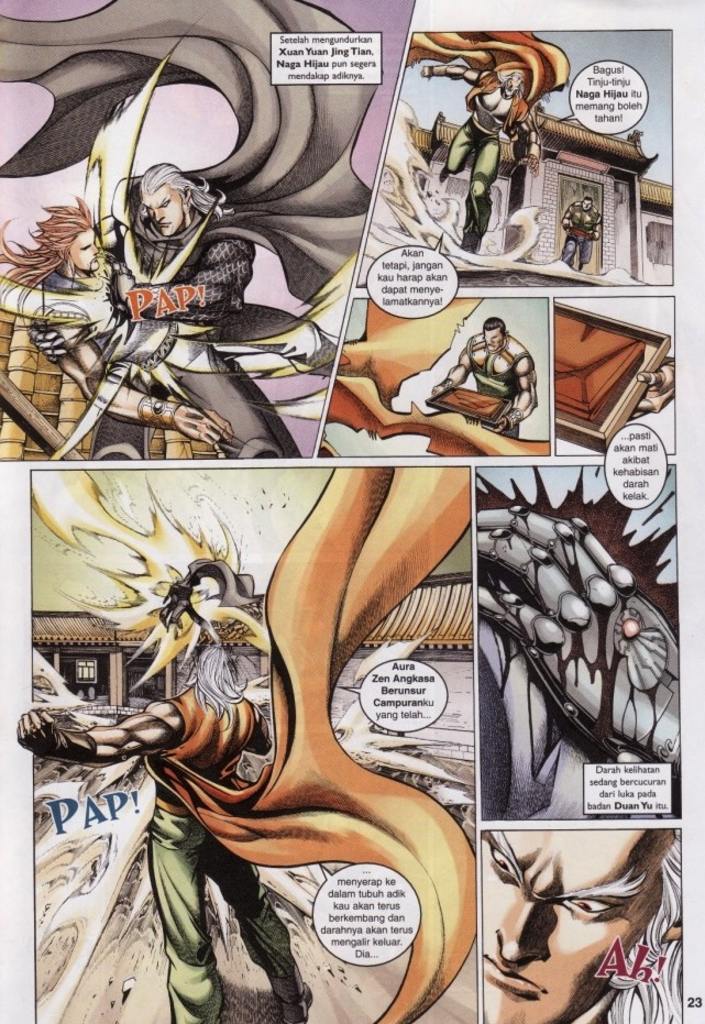 Setelah mengundurkan
Xuan Yuan Jing Tian,
Naga Hijau pun segera
mendakap adiknya.
PAP!
Bagus!
Tinju-tinju
Naga Hijau itu
memang boleh
tahan!
Akan
tetapi, jangan
kau harap akan
dapat menye-
lamatkannya!
Aura
Zen Angkasa
Berunsur
Campuranku
yang telah...
PAP!
...
menyerap ke
dalam tubuh adik
kau akan terus
berkembang dan
darahnya akan terus
mengalir keluar.
Dia...
...pasti
akan mati
akibat
kehabisan
darah
kelak.
Darah kelihatan
sedang bercucuran
dari luka pada
badan Duan Yu itu.
Ah!
23